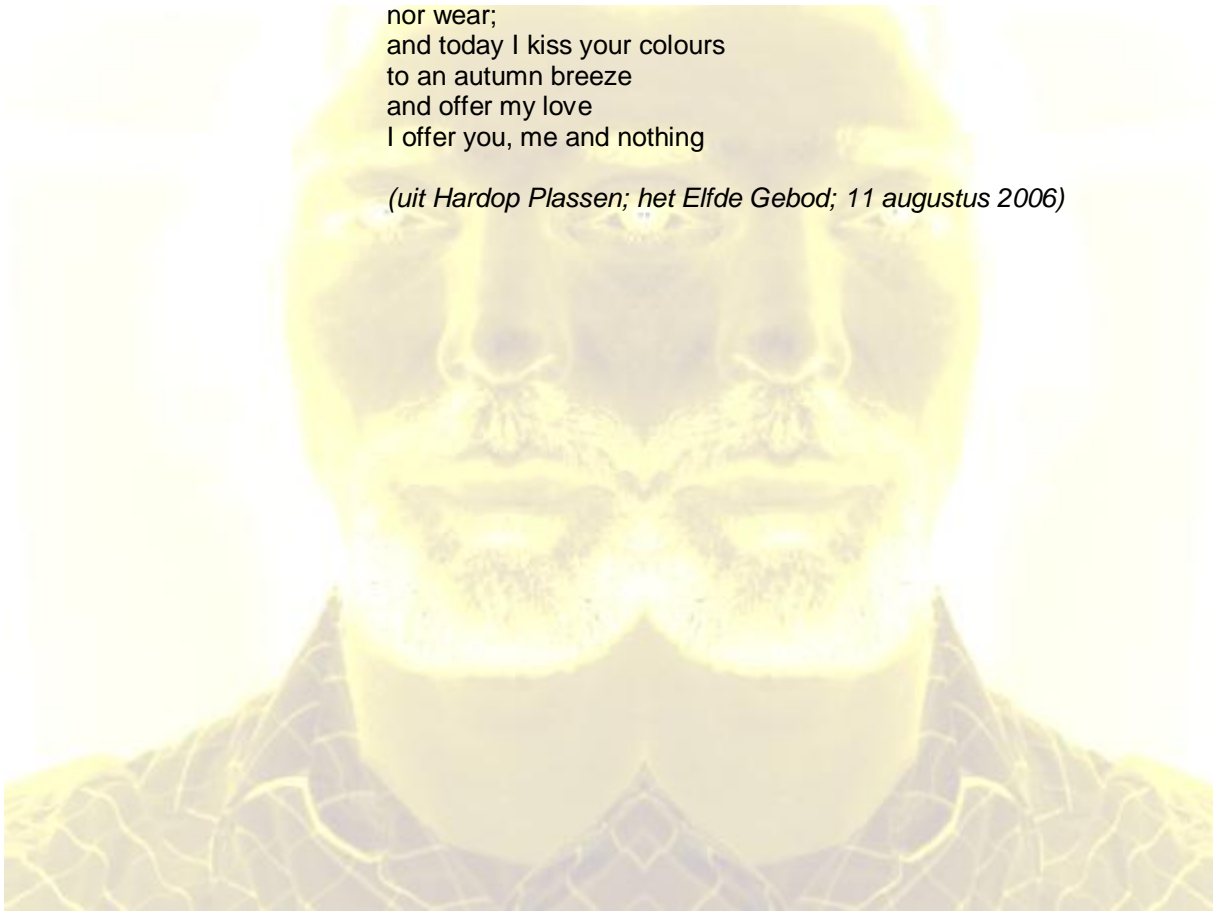 nor wear;
and today I kiss your colours
to an autumn breeze
and offer my love
I offer you, me and nothing
(uit Hardop Plassen; het Elfde Gebod; 11 augustus 2006)